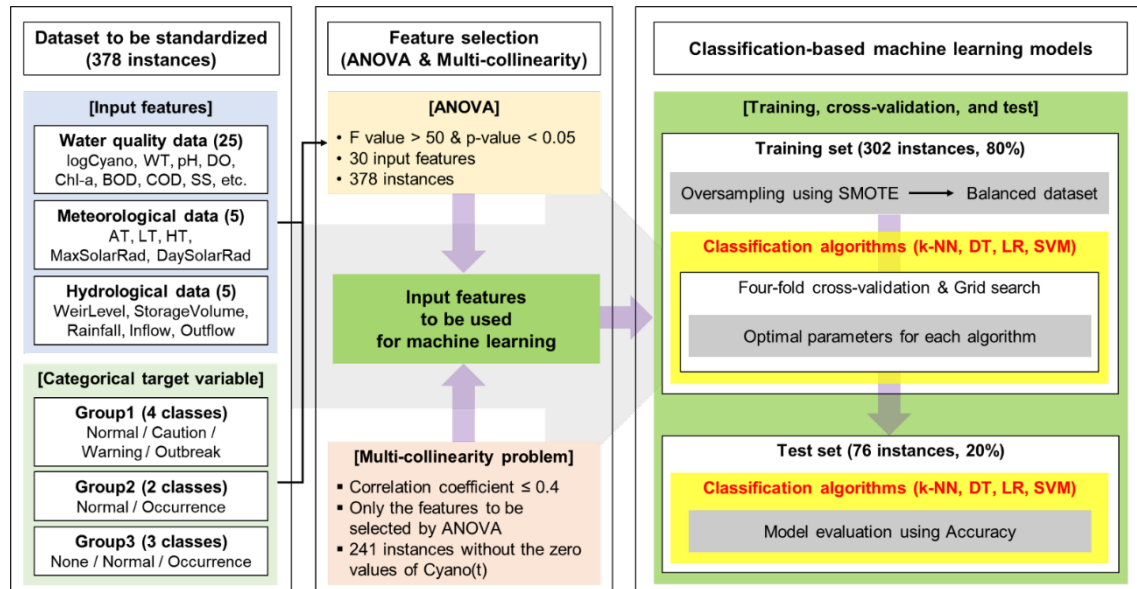 Dataset to be standardized
(378 instances)
[Input features]
Water quality data (25)
logCyano, WT, pH, DO,
Chl-a, BOD, COD, SS, etc.
Meteorological data (5)
AT, LT, HT,
MaxSolarRad, DaySolarRad
Hydrological data (5)
WeirLevel, StorageVolume,
Rainfall, Inflow, Outflow
[Categorical target variable]
Group1 (4 classes)
Normal / Caution /
Warning / Outbreak
Group2 (2 classes)
Normal / Occurrence
Group3 (3 classes)
None / Normal / Occurrence
Feature selection
(ANOVA & Multi-collinearity)
[ANOVA]
• F value > 50 & p-value < 0.05
• 30 input features
• 378 instances
Input features
to be used
for machine learning
[Multi-collinearity problem]
▪ Correlation coefficient ≤ 0.4
▪ Only the features to be
selected by ANOVA
▪ 241 instances without the zero
values of Cyano(t)
Classification-based machine learning models
[Training, cross-validation, and test]
Training set (302 instances, 80%)
Oversampling using SMOTE → Balanced dataset
Classification algorithms (k-NN, DT, LR, SVM)
Four-fold cross-validation & Grid search
Optimal parameters for each algorithm
Test set (76 instances, 20%)
Classification algorithms (k-NN, DT, LR, SVM)
Model evaluation using Accuracy